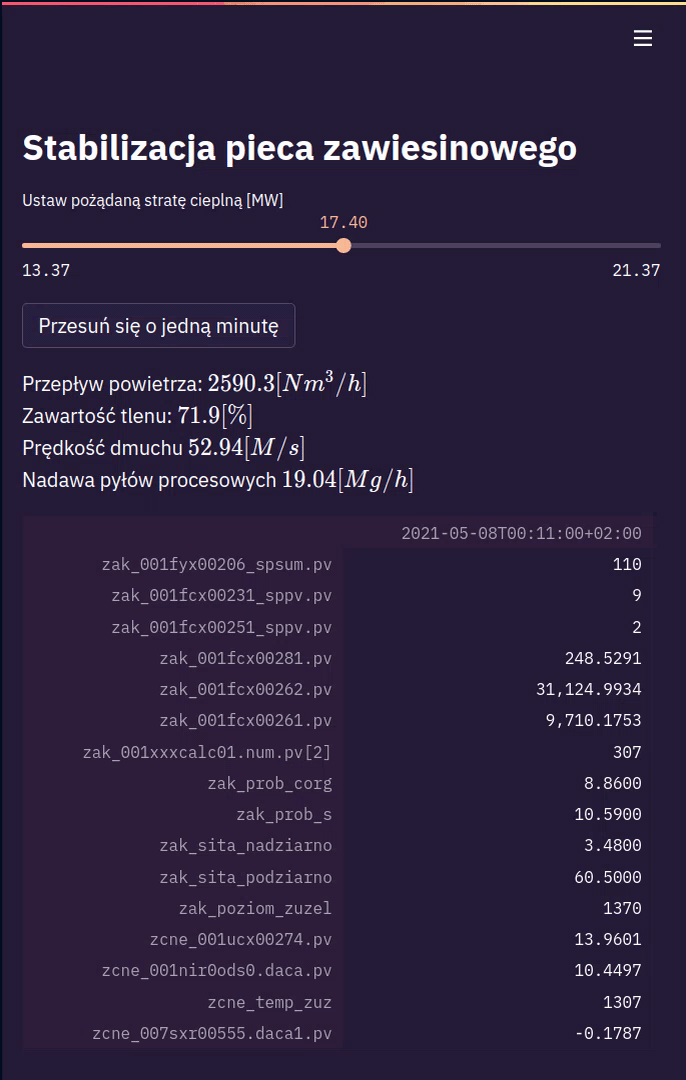 Stabilizacja pieca zawiesinowego
Ustaw pożądaną stratę cieplną [MW]
17.40
13.37 21.37
Przesuń się o jedną minutę
Przepływ powietrza: 2590.3[Nm³/h]
Zawartość tlenu: 71.9[%]
Prędkość dmuchu 52.94[M/s]
Nadawa pyłów procesowych 19.04[Mg/h]
2021-05-08T00:11:00+02:00
zak_001fyx00206_spsum.pv 110
zak_001fcx00231_sppv.pv 9
zak_001fcx00251_sppv.pv 2
zak_001fcx00281.pv 248.5291
zak_001fcx00262.pv 31,124.9934
zak_001fcx00261.pv 9,710.1753
zak_001xxxcalc01.num.pv[2] 307
zak_prob_corg 8.8600
zak_prob_s 10.5900
zak_sita_nadziarno 3.4800
zak_sita_podziarno 60.5000
zak_poziom_zuzel 1370
zcne_001ucx00274.pv 13.9601
zcne_001nir0ods0.daca.pv 10.4497
zcne_temp_zuz 1307
zcne_007sxr00555.daca1.pv -0.1787